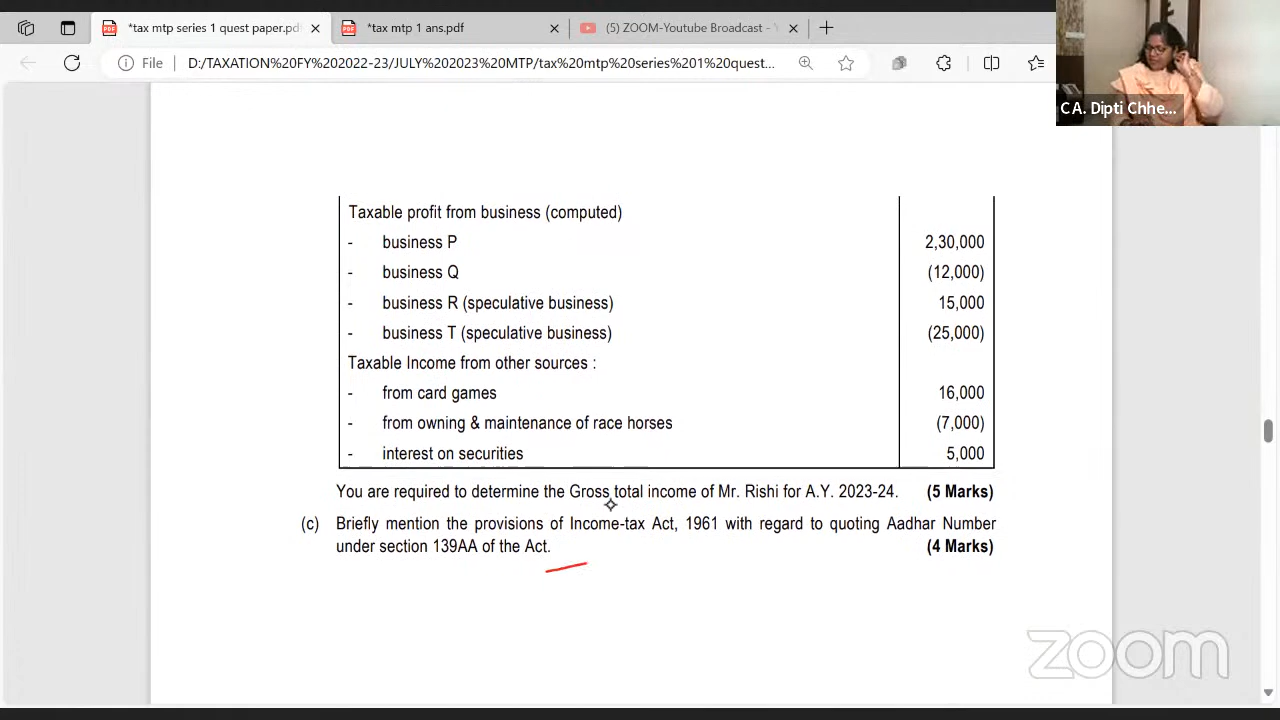 *tax mtp series 1 quest paper.pdf
*tax mtp 1 ans.pdf
(5) ZOOM-Youtube Broadcast -
File
D:/TAXATION%20FY%202022-23/JULY%202023%20MTP/tax%20mtp%20series%201%20quest...
CA. Dipti Chhe...
Taxable profit from business (computed)
- business P 2,30,000
- business Q (12,000)
- business R (speculative business) 15,000
- business T (speculative business) (25,000)
Taxable Income from other sources :
- from card games 16,000
- from owning & maintenance of race horses (7,000)
- interest on securities 5,000
You are required to determine the Gross total income of Mr. Rishi for A.Y. 2023-24. (5 Marks)
(c) Briefly mention the provisions of Income-tax Act, 1961 with regard to quoting Aadhar Number
under section 139AA of the Act. (4 Marks)
zoom